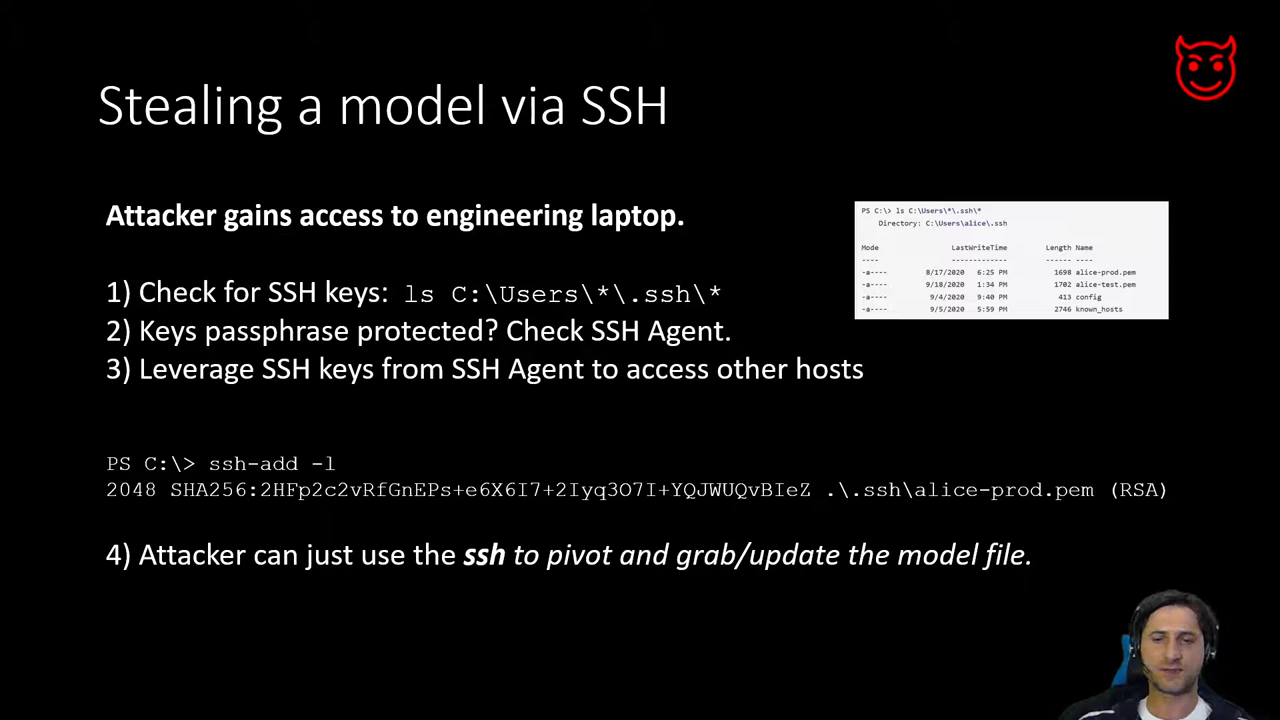 Stealing a model via SSH
Attacker gains access to engineering laptop.
PS C:\> ls C:\Users\*\.ssh\*
Directory: C:\Users\alice\.ssh
Mode LastWriteTime Length Name
---- ------------- ------ ----
-a---- 8/17/2020 6:25 PM 1698 alice-prod.pem
-a---- 9/18/2020 1:34 PM 1702 alice-test.pem
-a---- 9/4/2020 9:40 PM 413 config
-a---- 9/5/2020 5:59 PM 2746 known_hosts
1) Check for SSH keys: ls C:\Users\*\.ssh\*
2) Keys passphrase protected? Check SSH Agent.
3) Leverage SSH keys from SSH Agent to access other hosts
PS C:\> ssh-add -l
2048 SHA256:2HFp2c2vRfGnEPs+e6X6I7+2Iyq3O7I+YQJWUQvBIeZ .\.ssh\alice-prod.pem (RSA)
4) Attacker can just use the ssh to pivot and grab/update the model file.